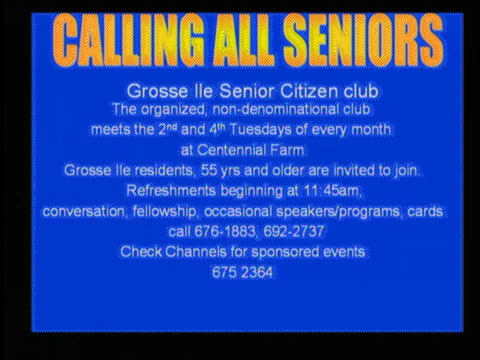 CALLING ALL SENIORS
Grosse Ile Senior Citizen club
The organized, non-denominational club
meets the 2nd and 4th Tuesdays of every month
at Centennial Farm
Grosse Ile residents, 55 yrs and older are invited to join.
Refreshments beginning at 11:45am,
conversation, fellowship, occasional speakers/programs, cards
call 676-1883, 692-2737
Check Channels for sponsored events
675 2364